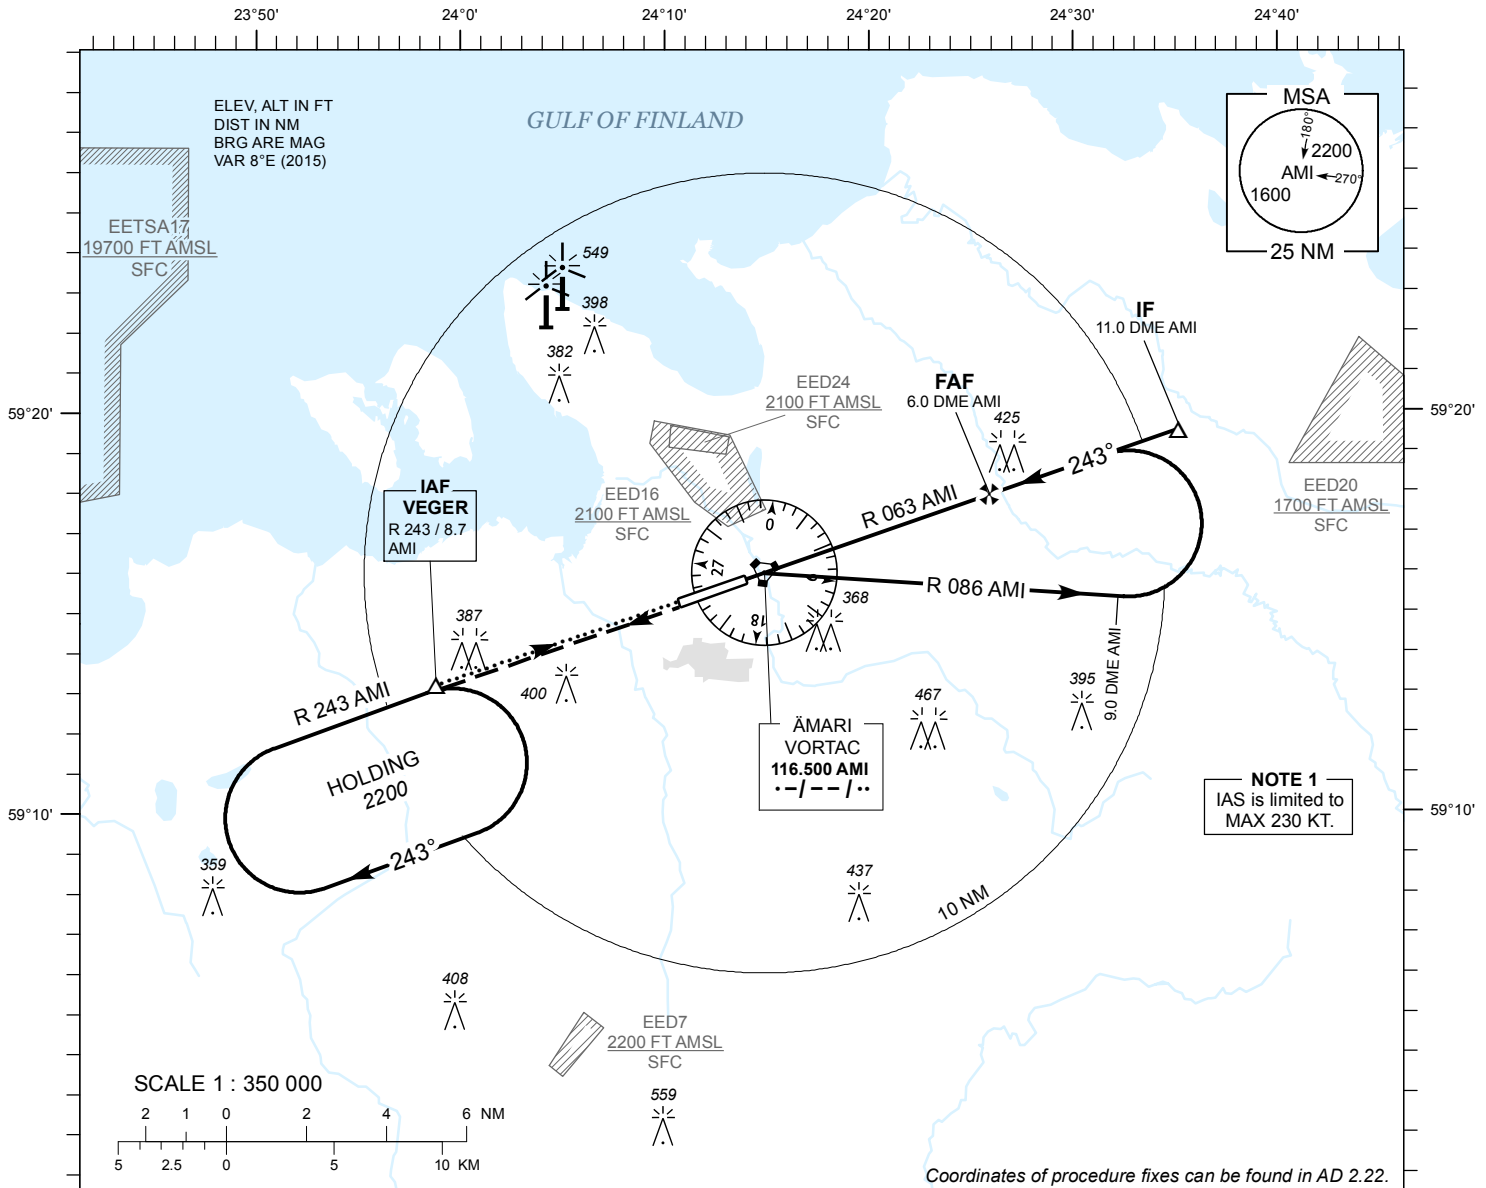 23°50'
24°0'
24°10'
24°20'
24°30'
24°40'
ELEV, ALT IN FT
DIST IN NM
BRG ARE MAG
VAR 8°E (2015)
GULF OF FINLAND
MSA
180°
2200
AMI
270°
1600
25 NM
EETSA17
19700 FT AMSL
SFC
549
398
382
IF
11.0 DME AMI
EED24
2100 FT AMSL
SFC
FAF
6.0 DME AMI
425
59°20'
59°20'
243°
IAF
VEGER
R 243 / 8.7
AMI
EED16
2100 FT AMSL
SFC
R 063 AMI
EED20
1700 FT AMSL
SFC
0
27
9
18
R 086 AMI
368
387
400
9.0 DME AMI
395
467
R 243 AMI
HOLDING
2200
ÄMARI
VORTAC
116.500 AMI
NOTE 1
IAS is limited to
MAX 230 KT.
59°10'
59°10'
243°
359
437
10 NM
408
EED7
2200 FT AMSL
SFC
559
SCALE 1 : 350 000
2 1 0 2 4 6 NM
5 2.5 0 5 10 KM
Coordinates of procedure fixes can be found in AD 2.22.